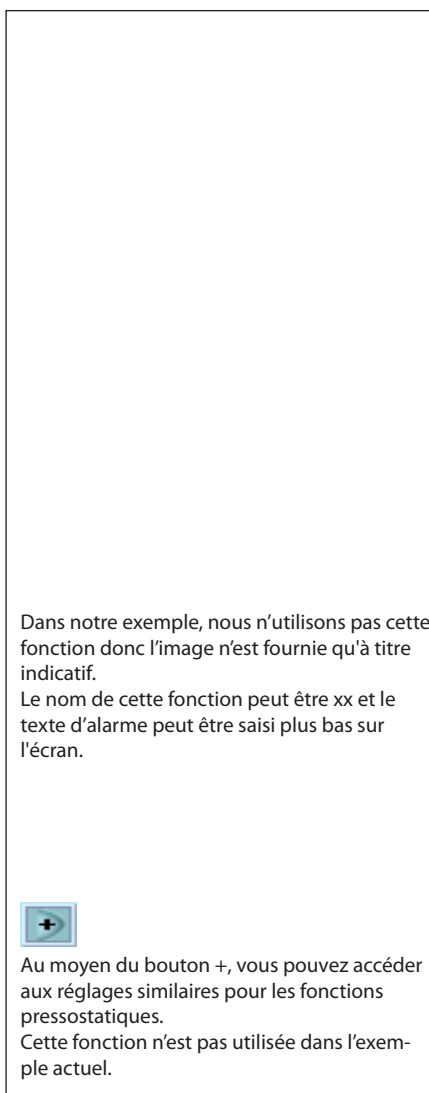 Dans notre exemple, nous n’utilisons pas cette
fonction donc l’image n’est fournie qu'à titre
indicatif.
Le nom de cette fonction peut être xx et le
texte d’alarme peut être saisi plus bas sur
l'écran.
+
Au moyen du bouton +, vous pouvez accéder
aux réglages similaires pour les fonctions
pressostatiques.
Cette fonction n’est pas utilisée dans l’exem-
ple actuel.